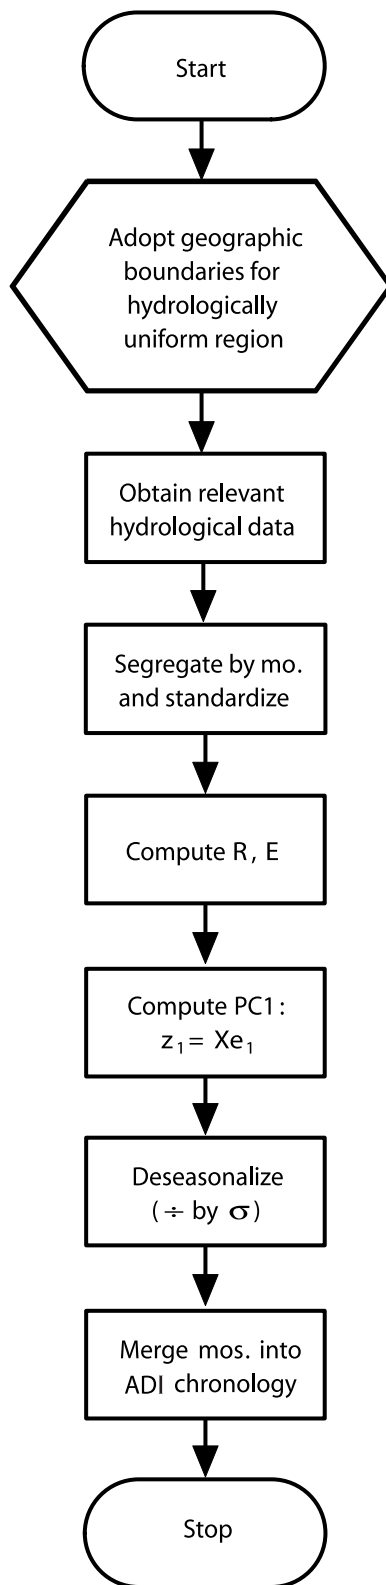 Start
Adopt geographic
boundaries for
hydrologically
uniform region
Obtain relevant
hydrological data
Segregate by mo.
and standardize
Compute R, E
Compute PC1:
z₁ = Xe₁
Deseasonalize
(÷ by σ)
Merge mos. into
ADI chronology
Stop